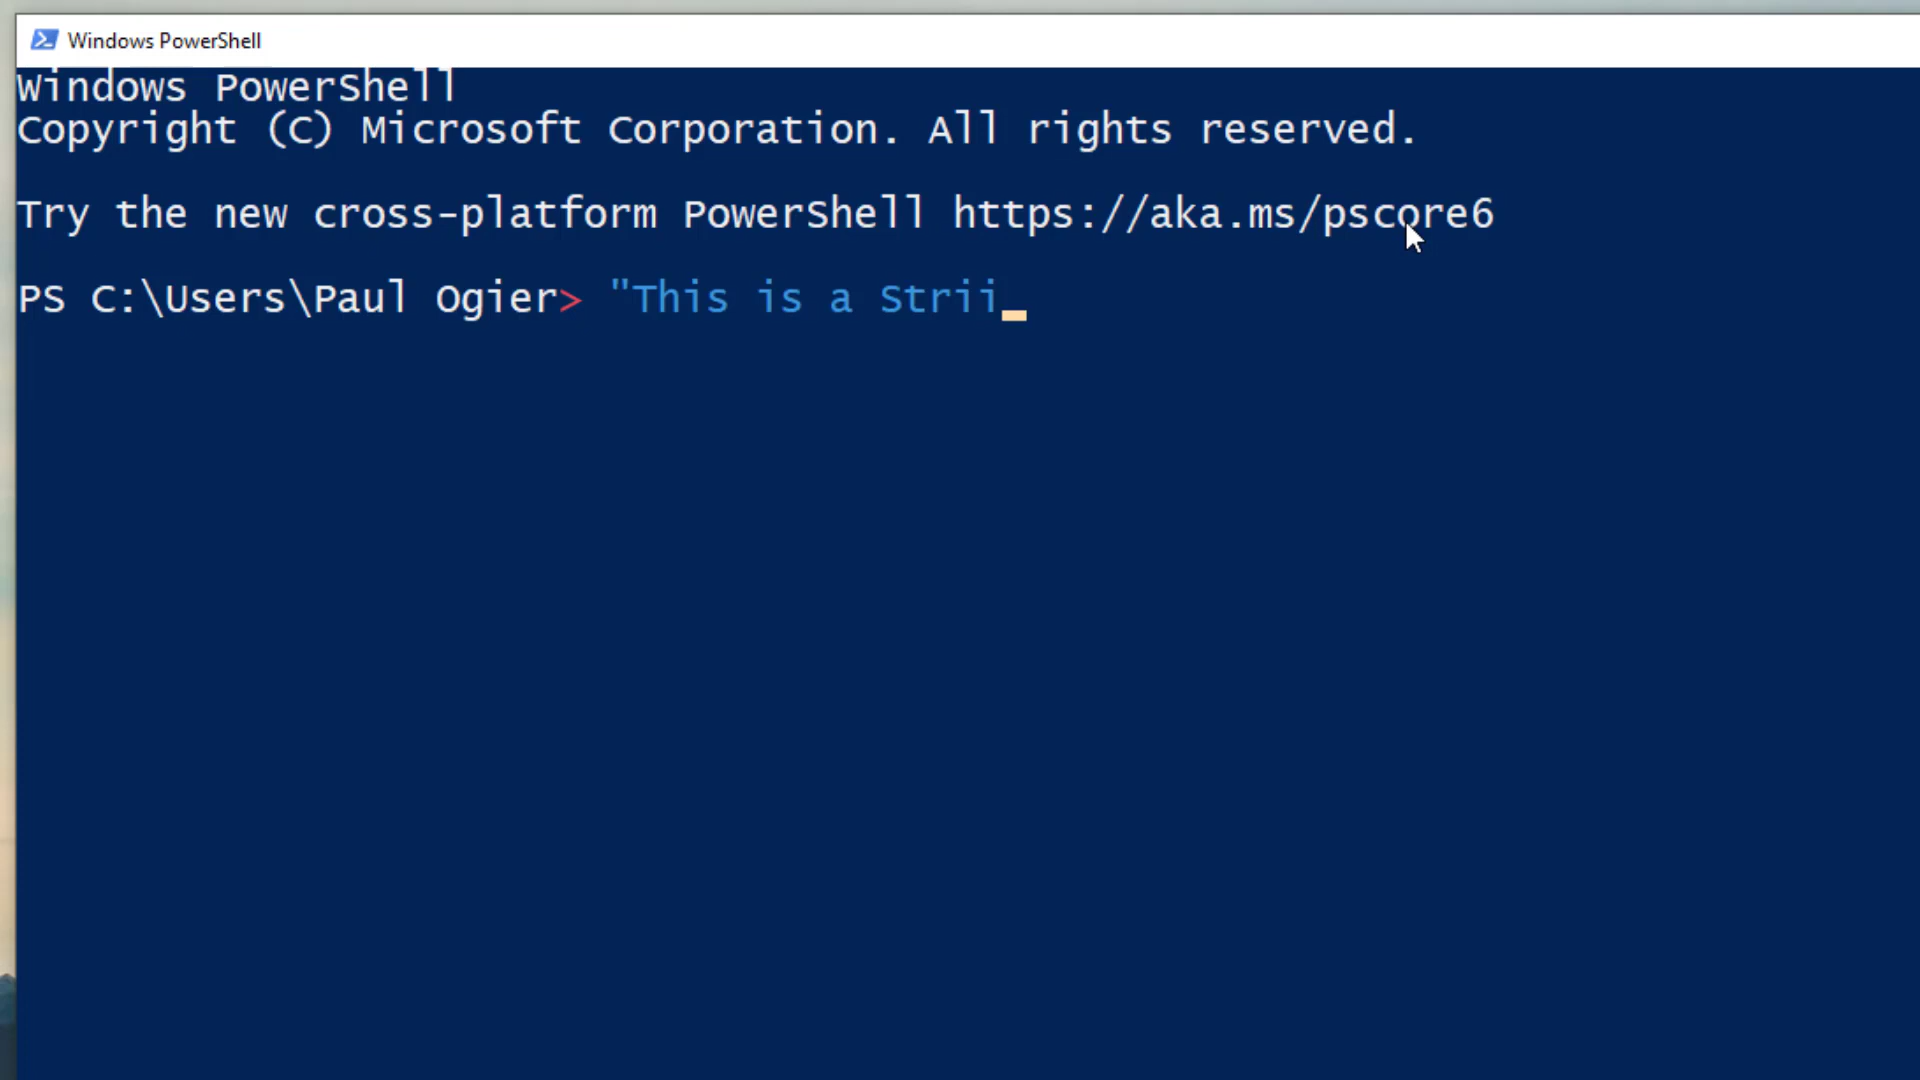 Windows PowerShell
Windows PowerShell
Copyright (C) Microsoft Corporation. All rights reserved.
Try the new cross-platform PowerShell https://aka.ms/pscore6
PS C:\Users\Paul Ogier> "This is a Strii